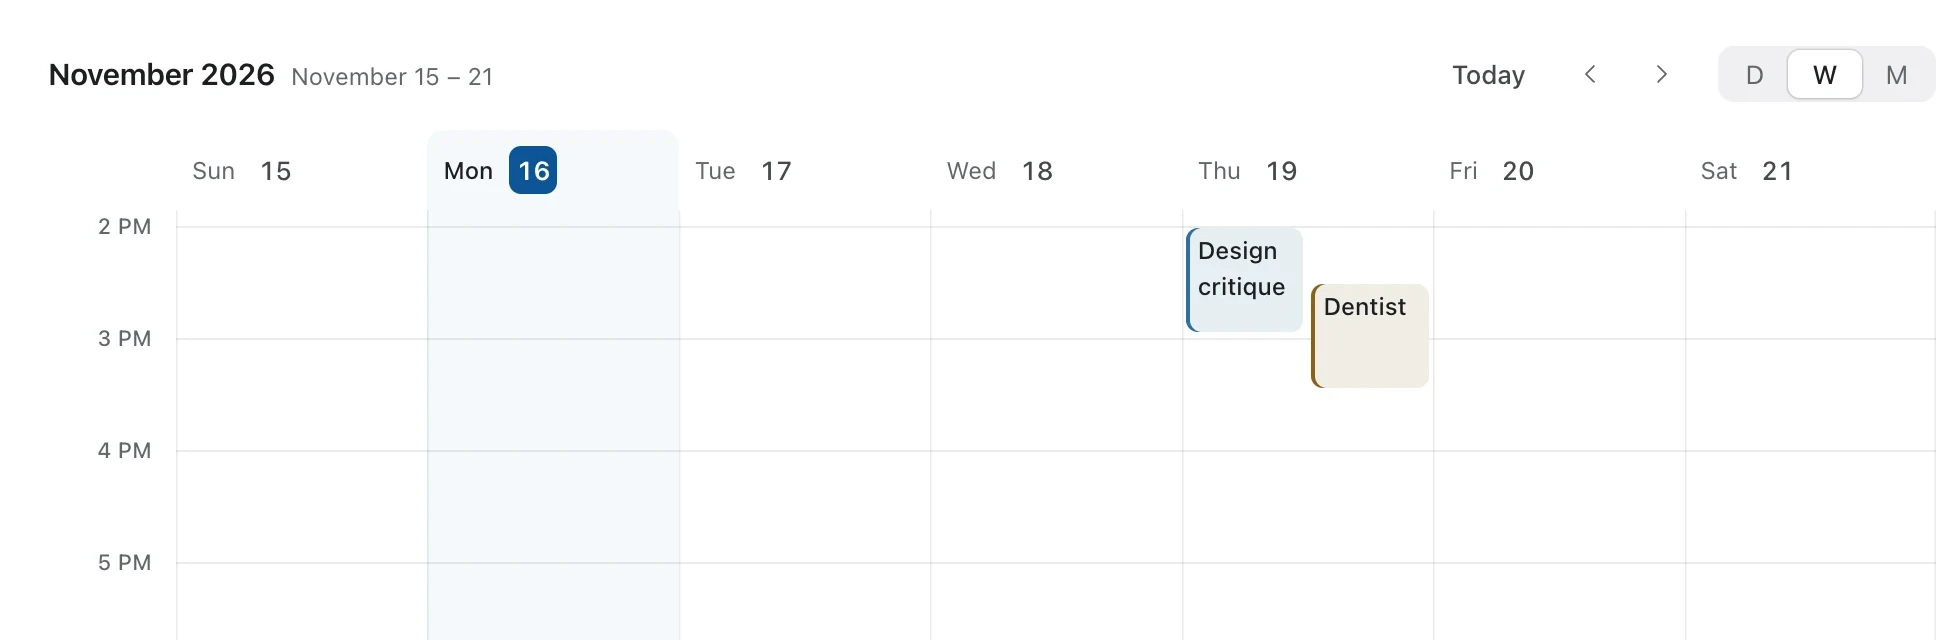 November 2026 November 15 – 21 Today D W M
Sun 15 Mon 16 Tue 17 Wed 18 Thu 19 Fri 20 Sat 21
2 PM
Design
critique
Dentist
3 PM
4 PM
5 PM